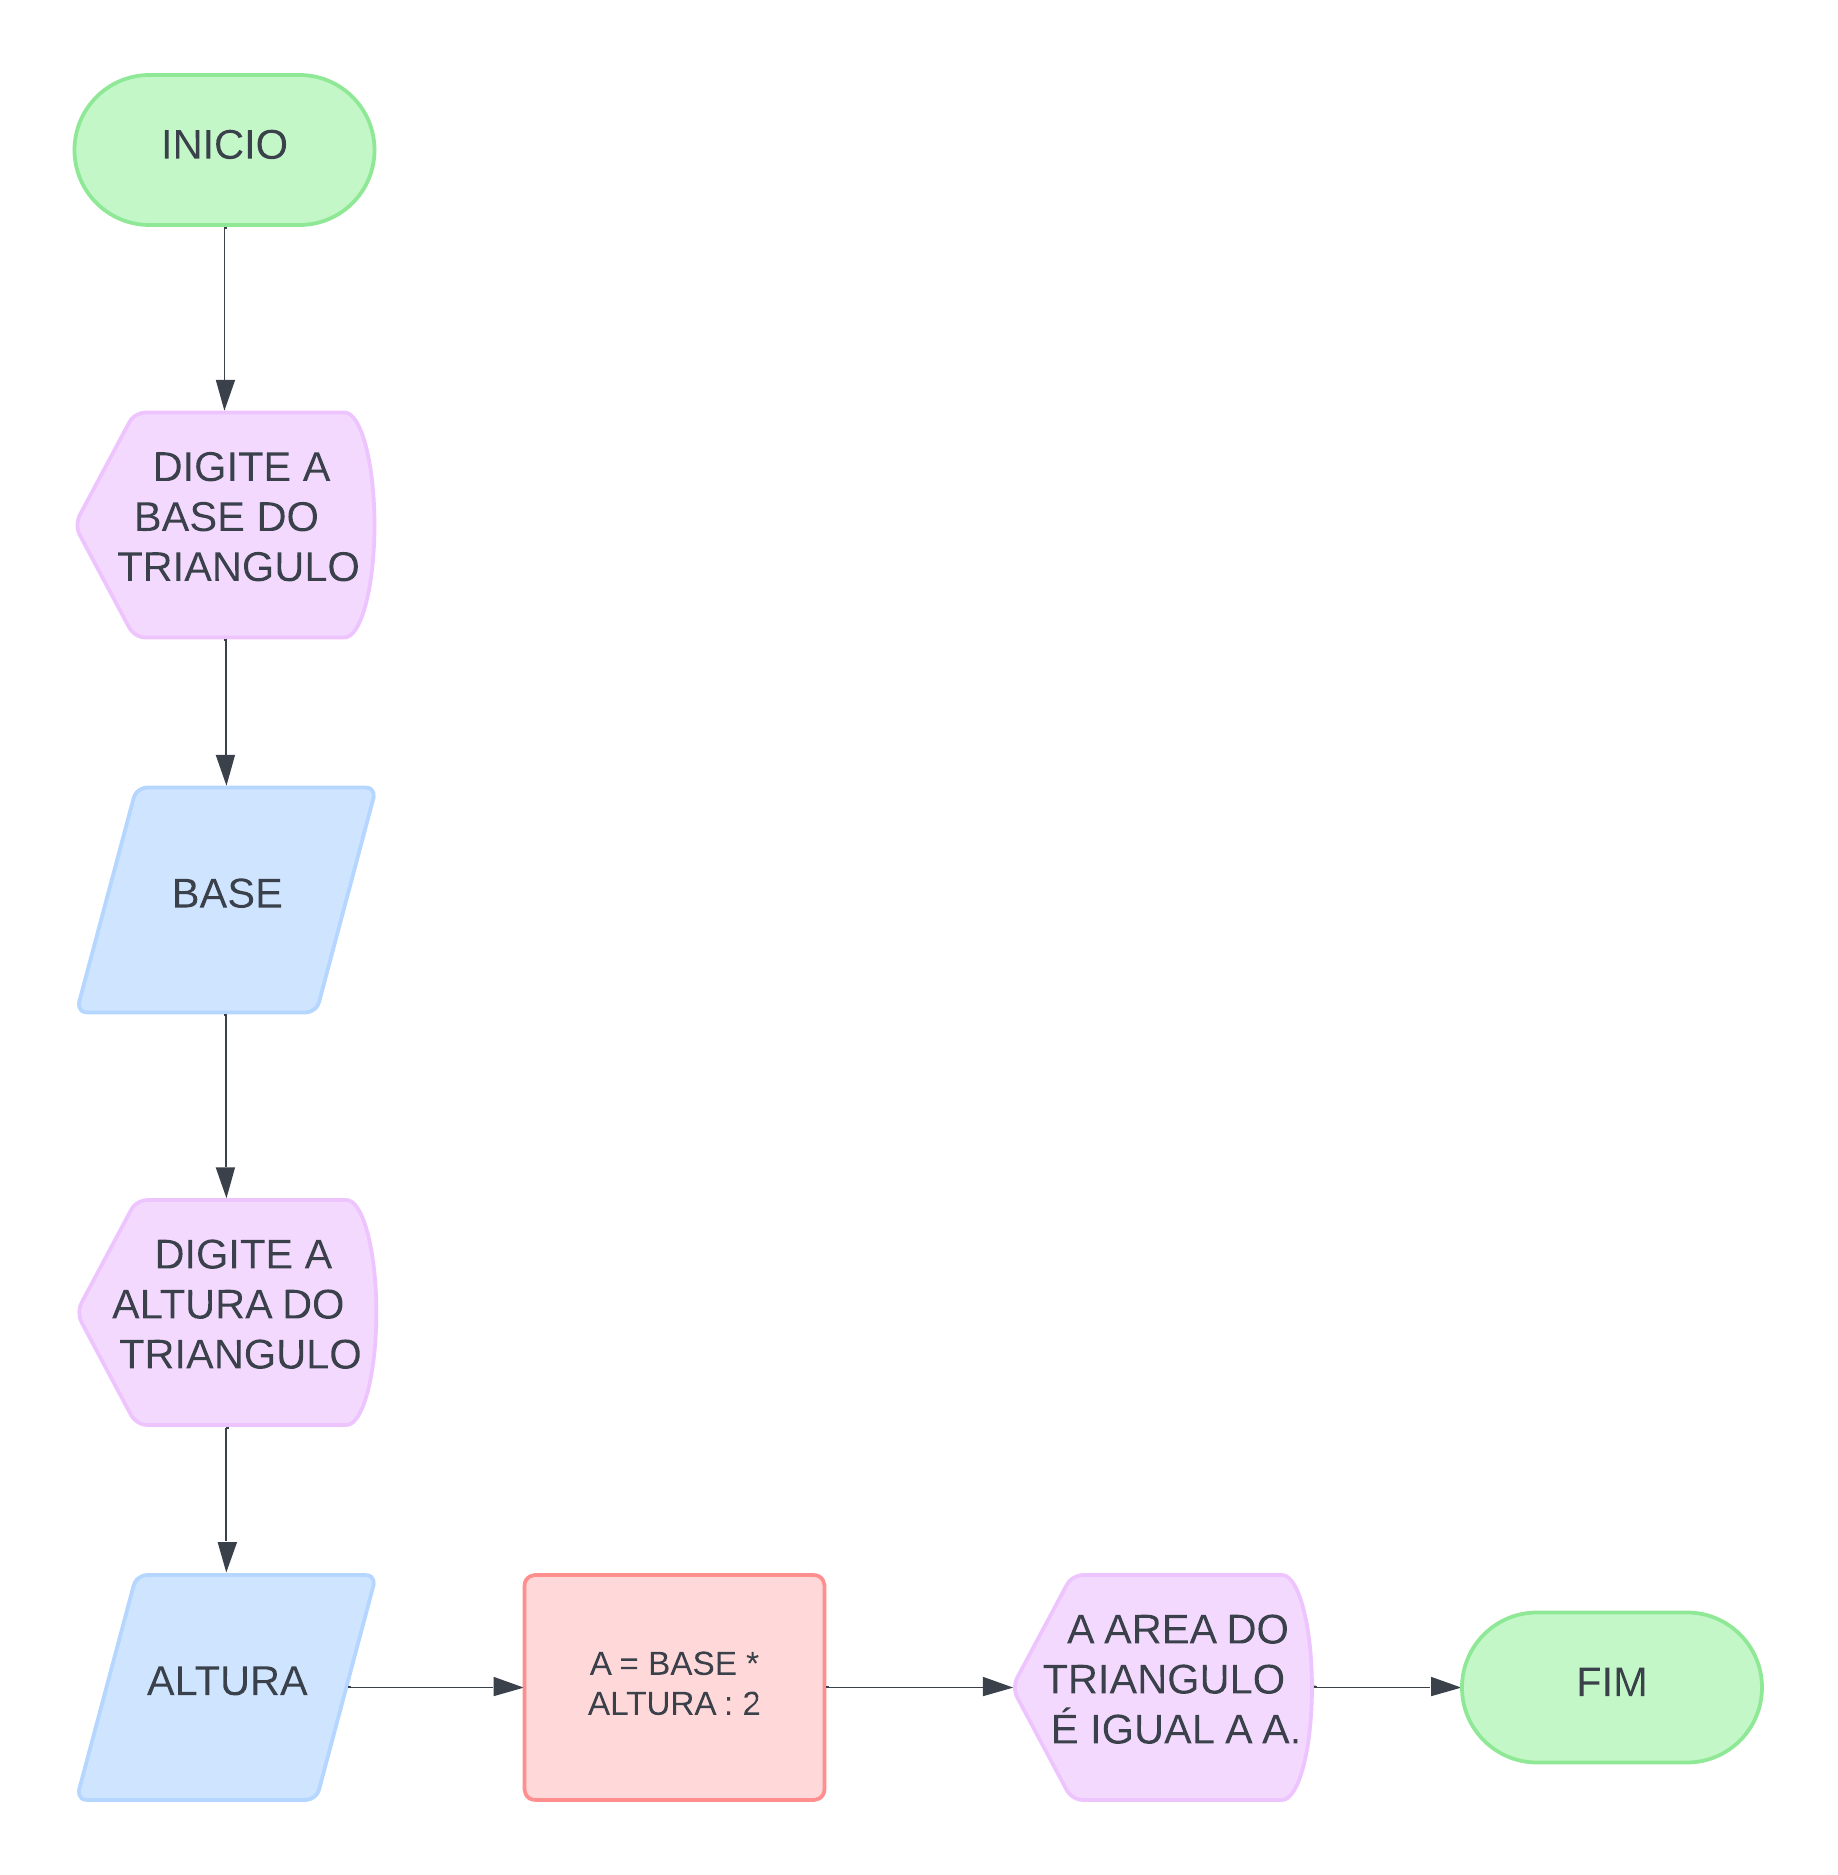 INICIO
DIGITE A
BASE DO
TRIANGULO
BASE
DIGITE A
ALTURA DO
TRIANGULO
ALTURA
A = BASE *
ALTURA : 2
A AREA DO
TRIANGULO
É IGUAL A A.
FIM